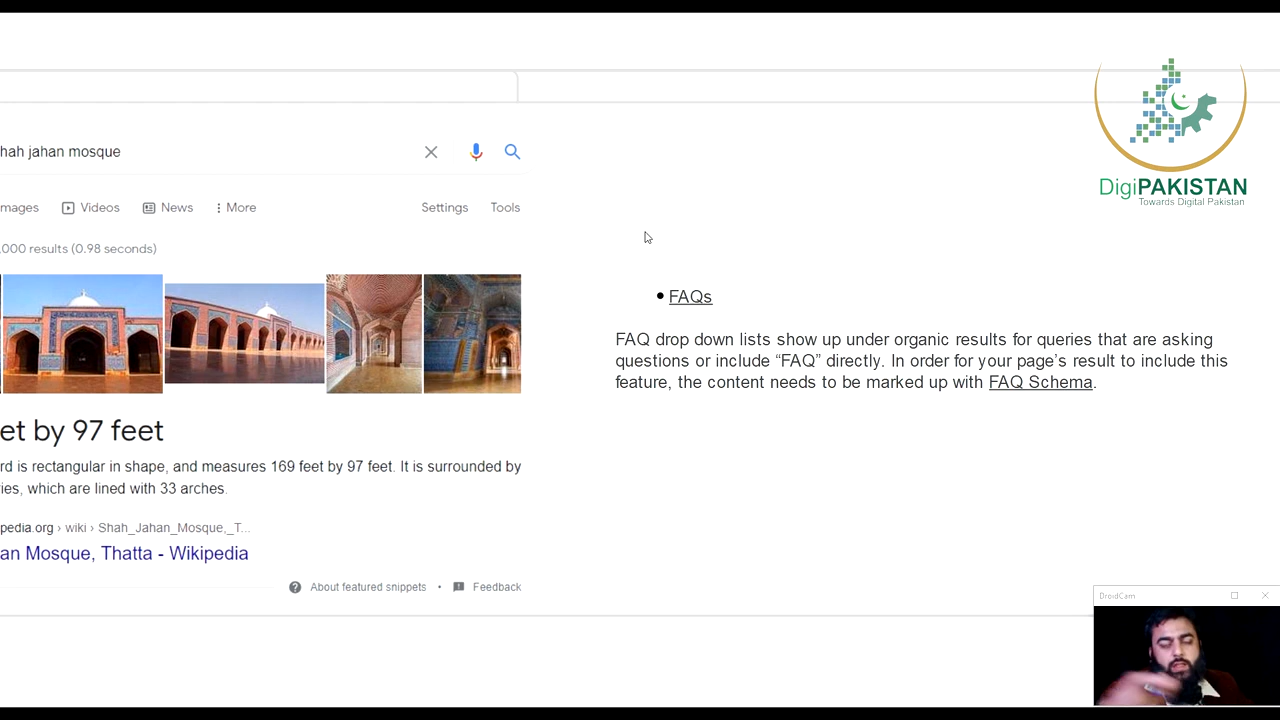 DigiPAKISTAN
Towards Digital Pakistan
hah jahan mosque
mages Videos News More Settings Tools
,000 results (0.98 seconds)
et by 97 feet
rd is rectangular in shape, and measures 169 feet by 97 feet. It is surrounded by
ies, which are lined with 33 arches.
pedia.org › wiki › Shah_Jahan_Mosque,_T...
an Mosque, Thatta - Wikipedia
About featured snippets • Feedback
• FAQs
FAQ drop down lists show up under organic results for queries that are asking
questions or include “FAQ” directly. In order for your page’s result to include this
feature, the content needs to be marked up with FAQ Schema.
DroidCam